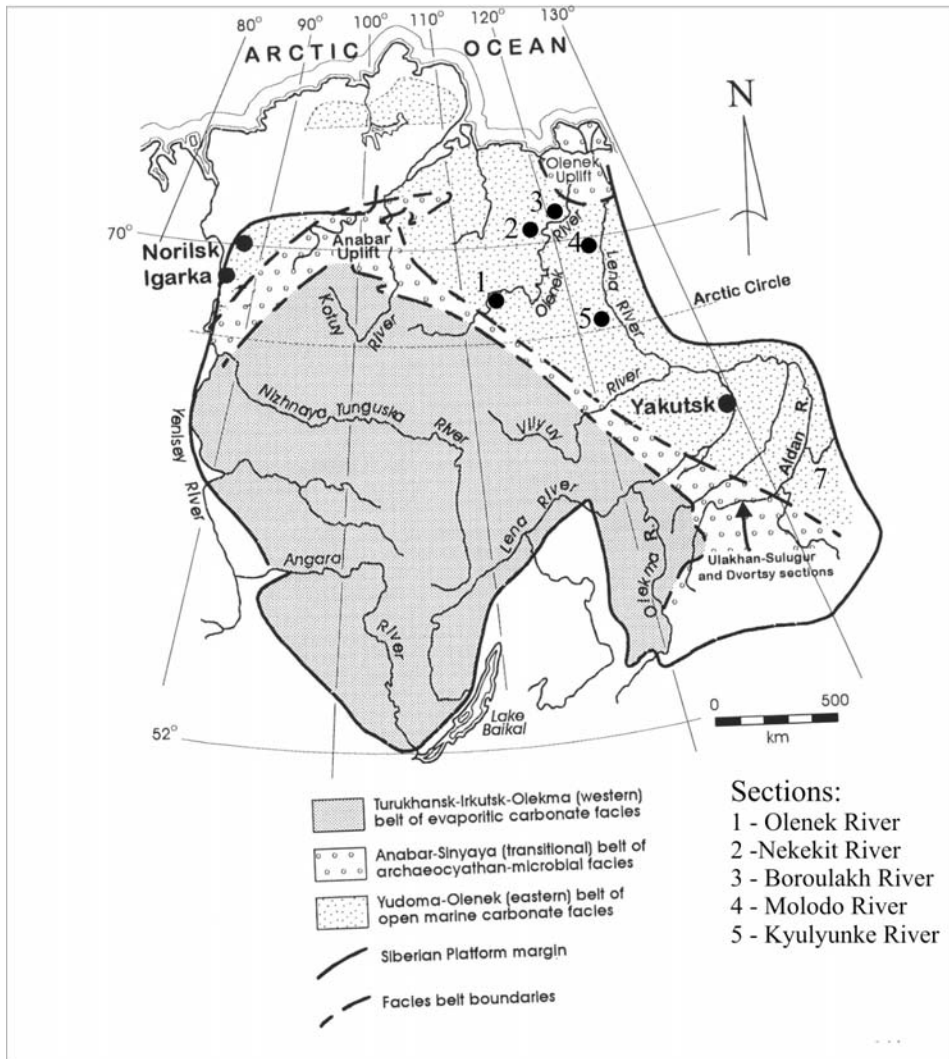 80°
90°
100°
110°
120°
130°
ARCTIC OCEAN
N
Olenek
Uplift
3
2
River
4
70°
Norilsk
Igarka
Anabar
Uplift
1
Olenek
Lena River
Arctic Circle
5
Kotuy
River
River
Yakutsk
Nizhnaya Tunguska
River
Vilyuy
Aldan R.
7
Yenisey
River
Lena River
Olekma R.
Ulakhan-Sulugur
and Dvortsy sections
Angara
River
0 500
km
Lake
Baikal
52°
Turukhansk-Irkutsk-Olekma (western)
belt of evaporitic carbonate facies
Anabar-Sinyaya (transitional) belt of
archaeocyathan-microbial facies
Yudoma-Olenek (eastern) belt of
open marine carbonate facies
Siberian Platform margin
Facies belt boundaries
Sections:
1 - Olenek River
2 -Nekekit River
3 - Boroulakh River
4 - Molodo River
5 - Kyulyunke River